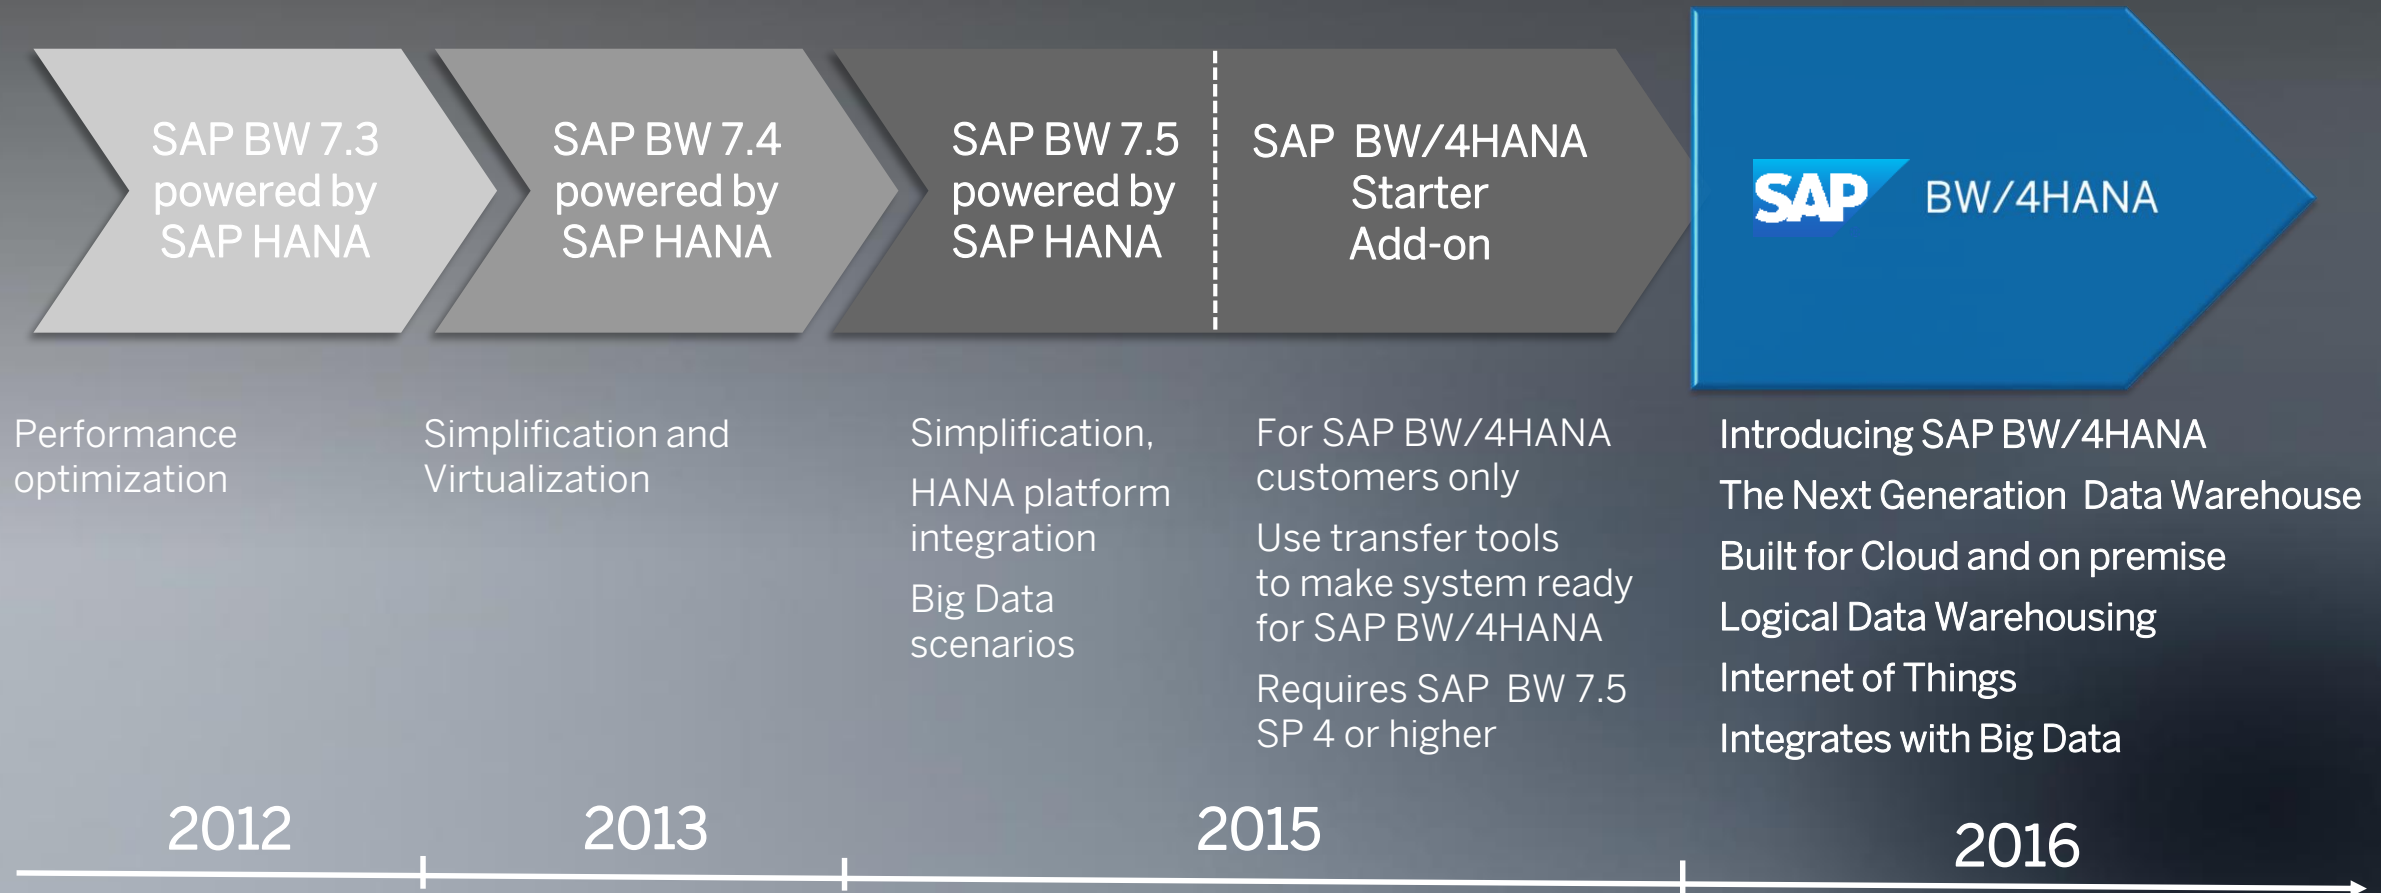 SAP BW 7.3
powered by
SAP HANA
SAP BW 7.4
powered by
SAP HANA
SAP BW 7.5
powered by
SAP HANA
SAP BW/4HANA
Starter
Add-on
SAP BW/4HANA
Performance
optimization
Simplification and
Virtualization
Simplification,
HANA platform
integration
Big Data
scenarios
For SAP BW/4HANA
customers only
Use transfer tools
to make system ready
for SAP BW/4HANA
Requires SAP BW 7.5
SP 4 or higher
Introducing SAP BW/4HANA
The Next Generation Data Warehouse
Built for Cloud and on premise
Logical Data Warehousing
Internet of Things
Integrates with Big Data
2012
2013
2015
2016